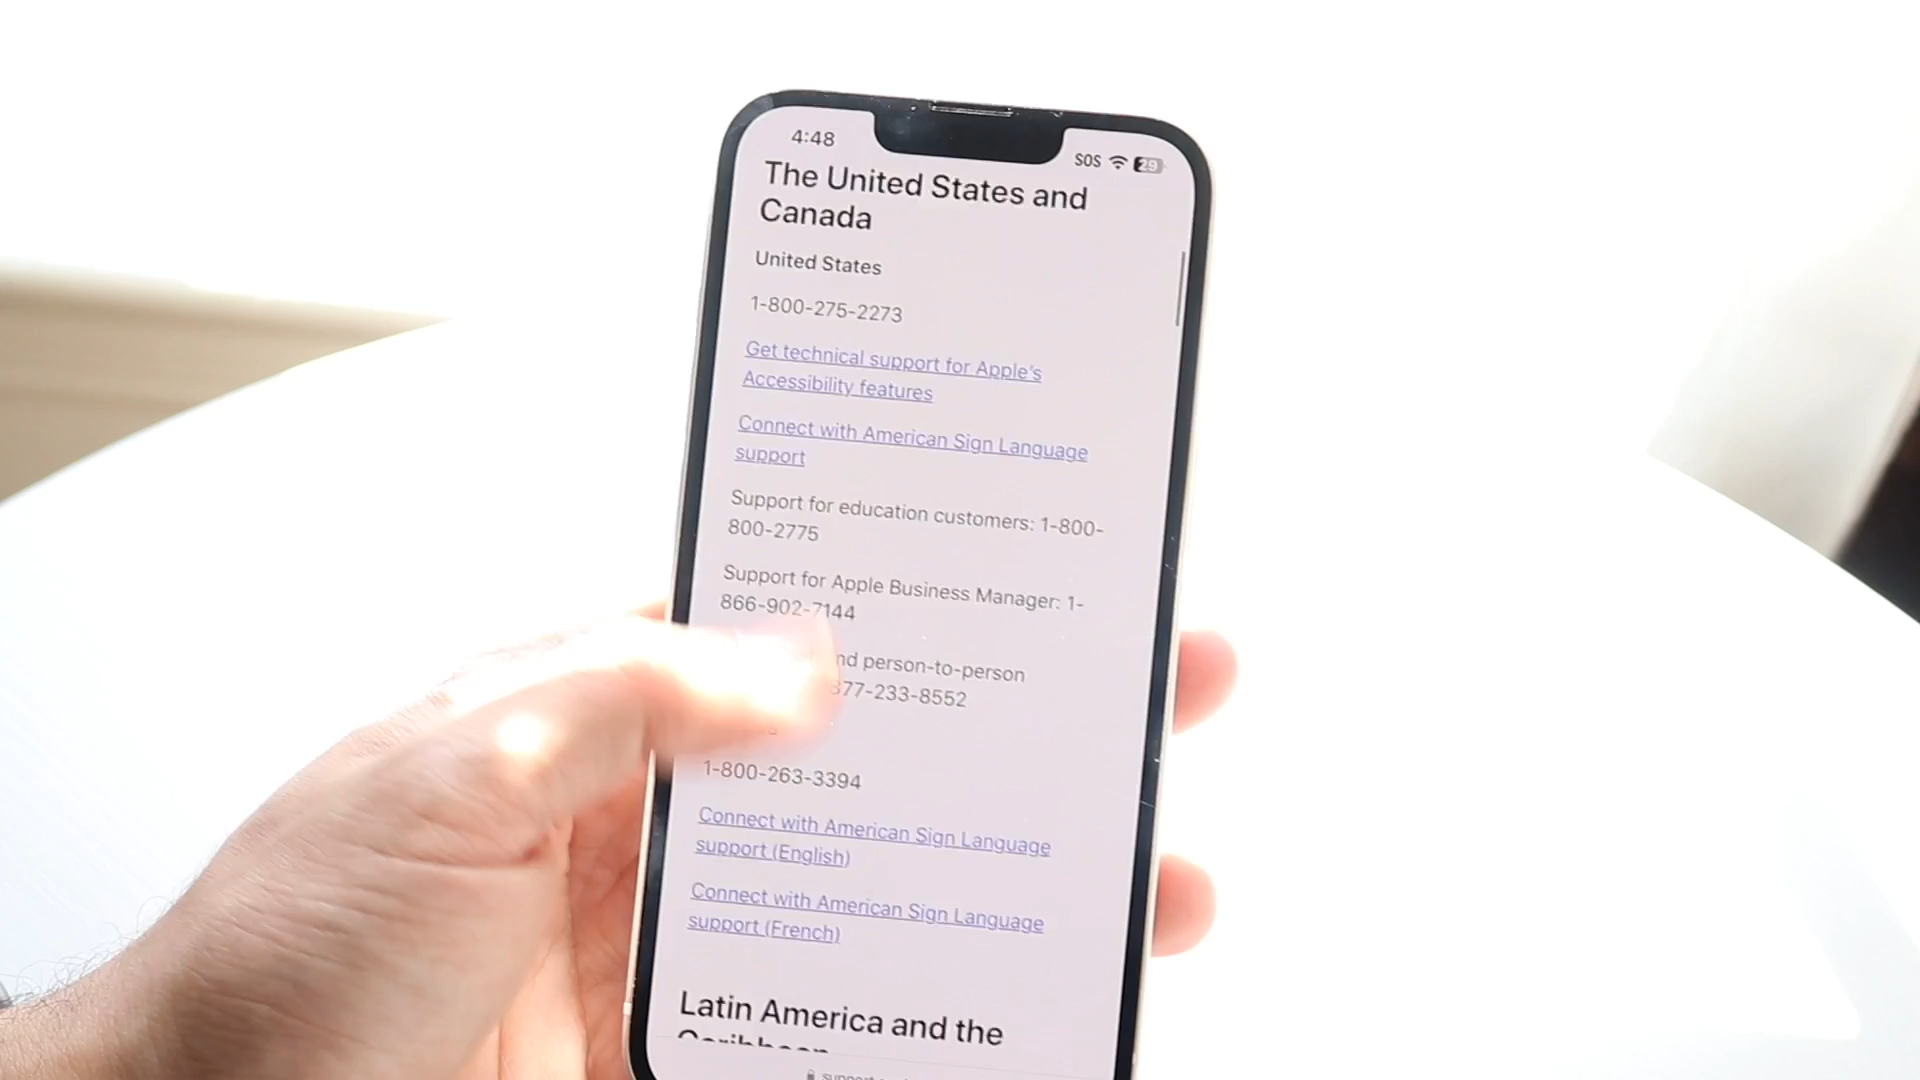 4:48
SOS 29
The United States and
Canada
United States
1-800-275-2273
Get technical support for Apple's
Accessibility features
Connect with American Sign Language
support
Support for education customers: 1-800-
800-2775
Support for Apple Business Manager: 1-
866-902-7144
person-to-person
877-233-8552
1-800-263-3394
Connect with American Sign Language
support (English)
Connect with American Sign Language
support (French)
Latin America and the